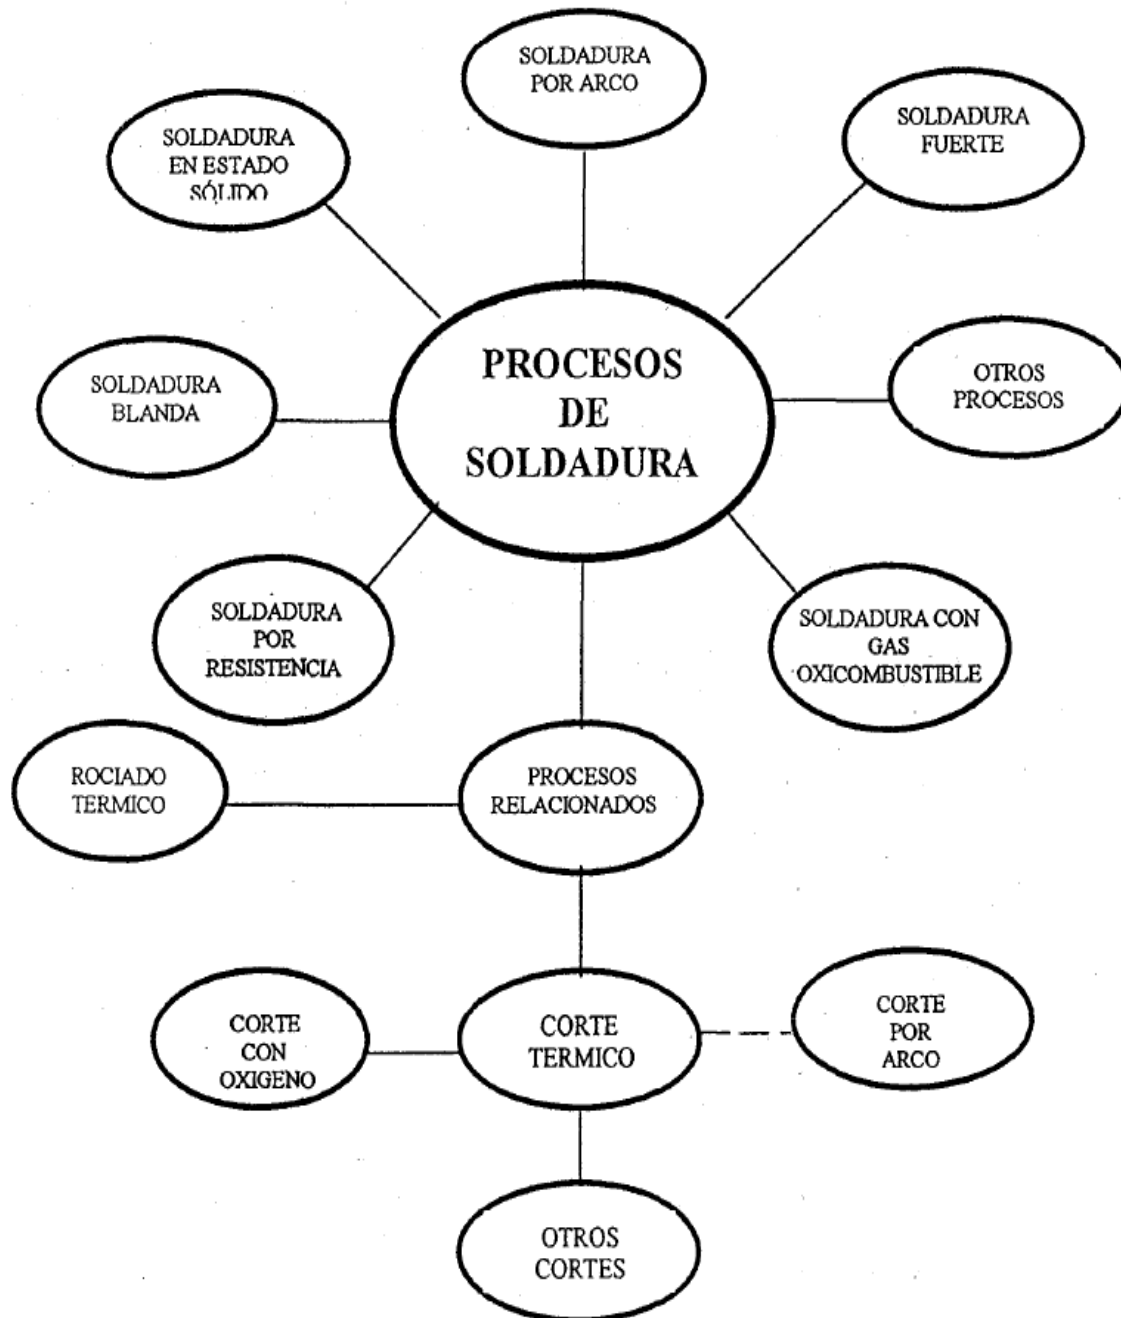 SOLDADURA
POR ARCO
SOLDADURA
FUERTE
SOLDADURA
EN ESTADO
SÓLIDO
PROCESOS
DE
SOLDADURA
OTROS
PROCESOS
SOLDADURA
BLANDA
SOLDADURA
POR
RESISTENCIA
SOLDADURA CON
GAS
OXICOMBUSTIBLE
ROCIADO
TERMICO
PROCESOS
RELACIONADOS
CORTE
CON
OXIGENO
CORTE
TERMICO
CORTE
POR
ARCO
OTROS
CORTES